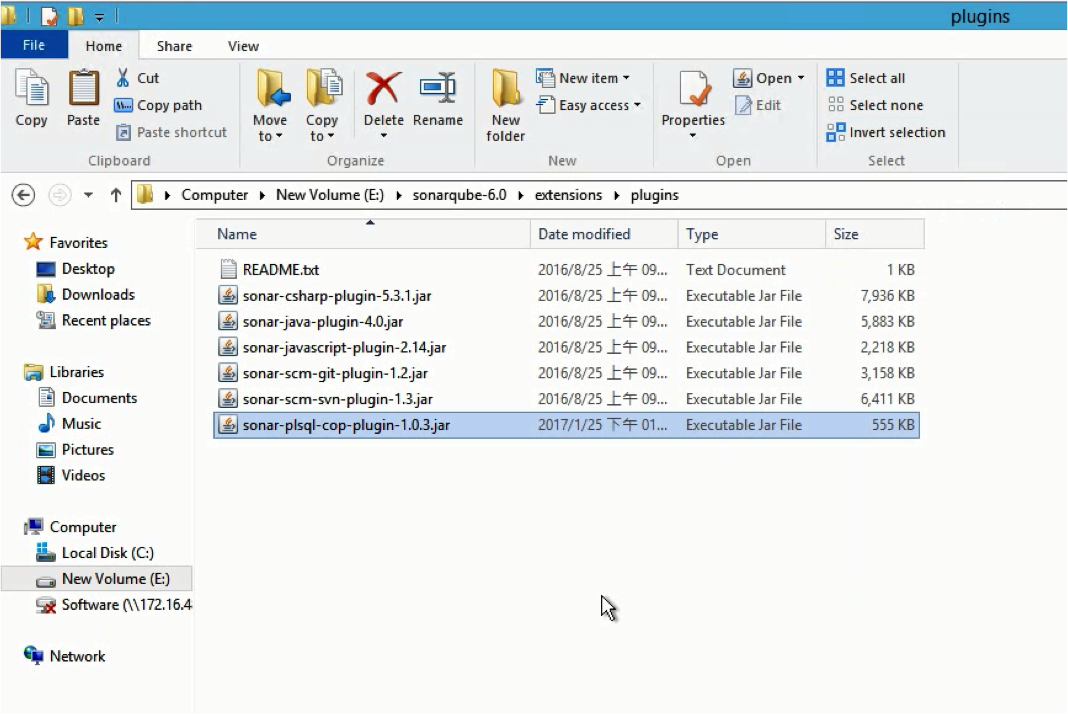 plugins
File Home Share View
Copy Paste Cut Copy path Paste shortcut Move to Copy to Delete Rename New folder New item Easy access Properties Open Edit Select all Select none Invert selection
Clipboard Organize New Open Select
Computer New Volume (E:) sonarqube-6.0 extensions plugins
Favorites
Desktop
Downloads
Recent places
Libraries
Documents
Music
Pictures
Videos
Computer
Local Disk (C:)
New Volume (E:)
Software (\\172.16.4
Network
Name Date modified Type Size
README.txt 2016/8/25 上午 09... Text Document 1 KB
sonar-csharp-plugin-5.3.1.jar 2016/8/25 上午 09... Executable Jar File 7,936 KB
sonar-java-plugin-4.0.jar 2016/8/25 上午 09... Executable Jar File 5,883 KB
sonar-javascript-plugin-2.14.jar 2016/8/25 上午 09... Executable Jar File 2,218 KB
sonar-scm-git-plugin-1.2.jar 2016/8/25 上午 09... Executable Jar File 3,158 KB
sonar-scm-svn-plugin-1.3.jar 2016/8/25 上午 09... Executable Jar File 6,411 KB
sonar-plsql-cop-plugin-1.0.3.jar 2017/1/25 下午 01... Executable Jar File 555 KB